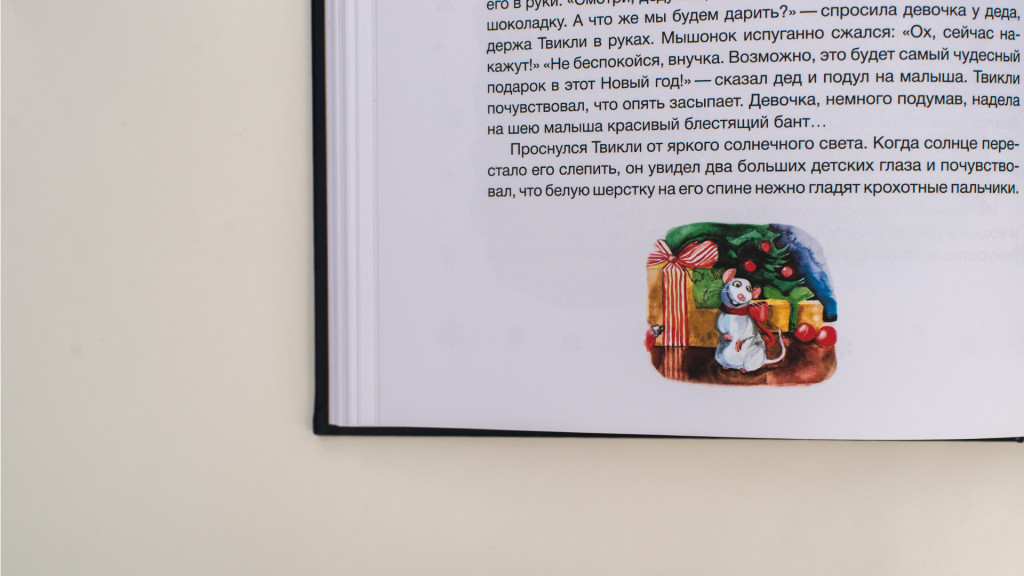 его в руки. «Смотри,
шоколадку. А что же мы будем дарить?» — спросила девочка у деда,
держа Твикли в руках. Мышонок испуганно сжался: «Ох, сейчас на-
кажут!» «Не беспокойся, внучка. Возможно, это будет самый чудесный
подарок в этот Новый год!» — сказал дед и подул на малыша. Твикли
почувствовал, что опять засыпает. Девочка, немного подумав, надела
на шею малыша красивый блестящий бант...
Проснулся Твикли от яркого солнечного света. Когда солнце пере-
стало его слепить, он увидел два больших детских глаза и почувство-
вал, что белую шерстку на его спине нежно гладят крохотные пальчики.